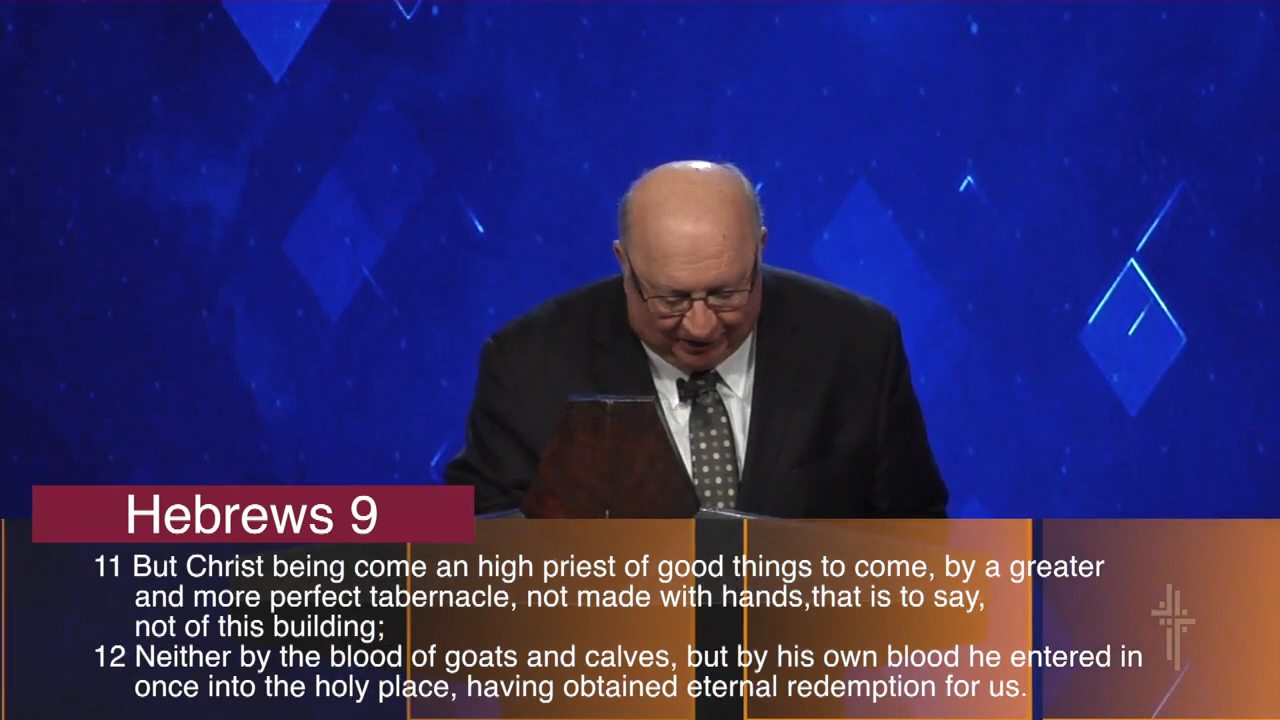 Hebrews 9
11 But Christ being come an high priest of good things to come, by a greater
and more perfect tabernacle, not made with hands,that is to say,
not of this building;
12 Neither by the blood of goats and calves, but by his own blood he entered in
once into the holy place, having obtained eternal redemption for us.